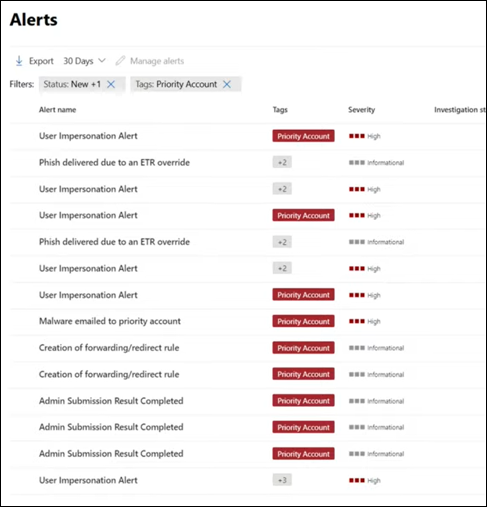 Alerts
Export 30 Days Manage alerts
Filters: Status: New +1 Tags: Priority Account
Alert name Tags Severity Investigation st
User Impersonation Alert Priority Account High
Phish delivered due to an ETR override +2 Informational
User Impersonation Alert +2 High
User Impersonation Alert Priority Account High
Phish delivered due to an ETR override +2 Informational
User Impersonation Alert +2 High
User Impersonation Alert Priority Account High
Malware emailed to priority account Priority Account High
Creation of forwarding/redirect rule Priority Account Informational
Creation of forwarding/redirect rule Priority Account Informational
Admin Submission Result Completed Priority Account Informational
Admin Submission Result Completed Priority Account Informational
Admin Submission Result Completed Priority Account Informational
User Impersonation Alert +3 High